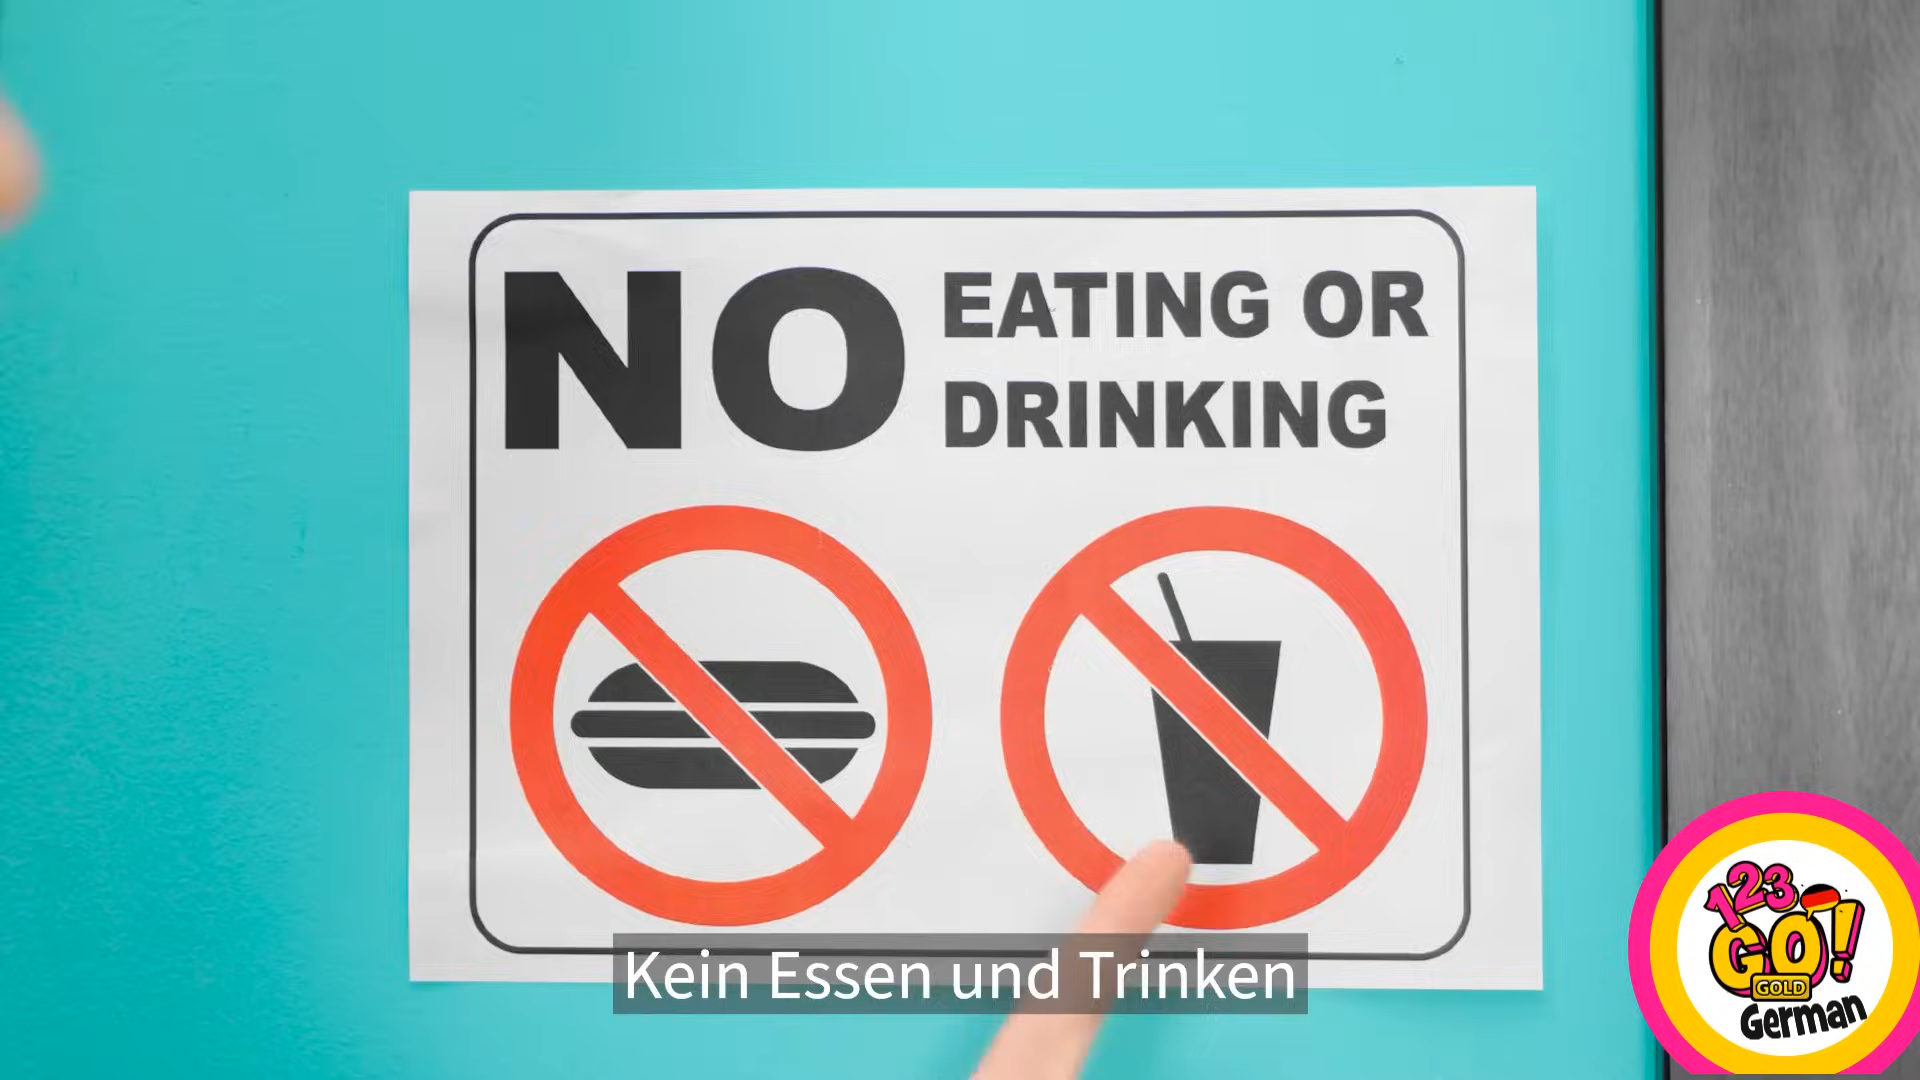 NO EATING OR
DRINKING
Kein Essen und Trinken
123
GO!
GOLD
German